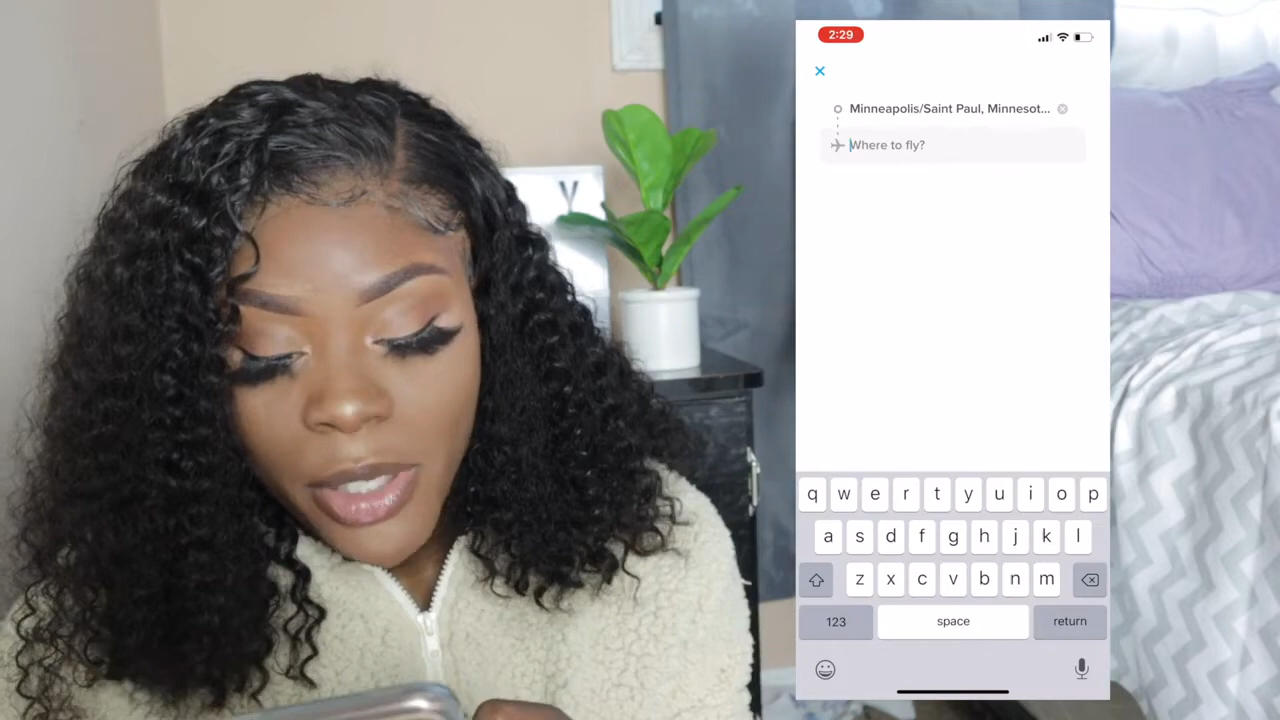 Y
2:29
Minneapolis/Saint Paul, Minnesot...
Where to fly?
q w e r t y u i o p
a s d f g h j k l
z x c v b n m
123 space return